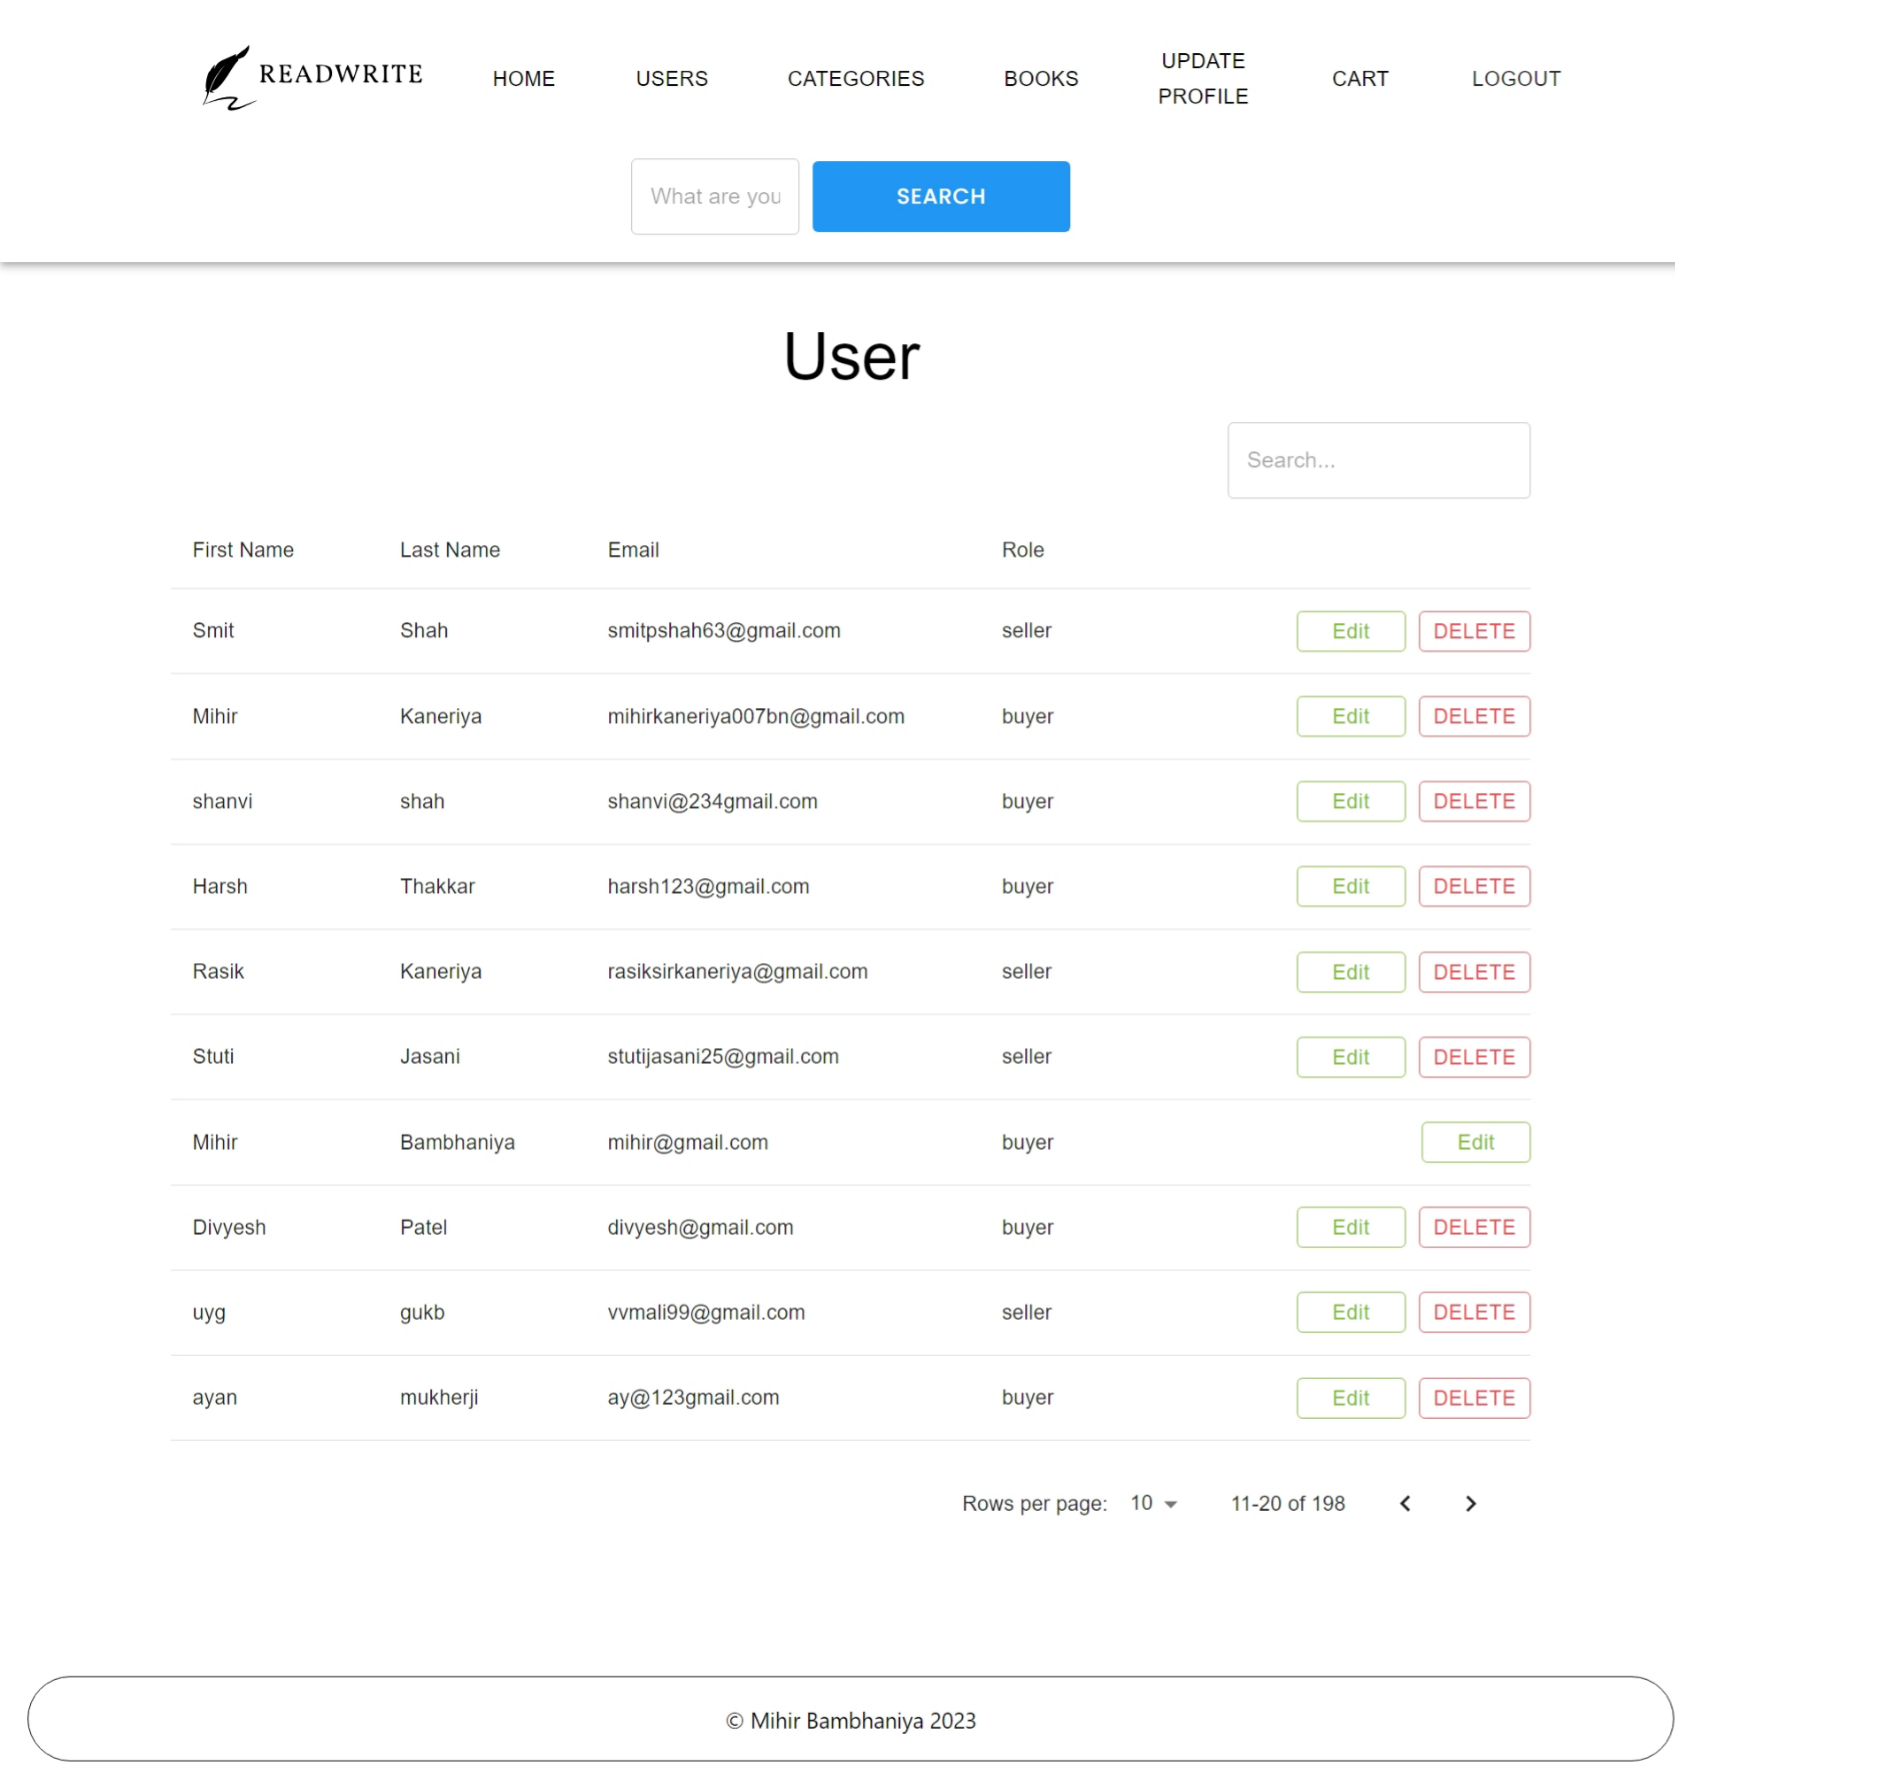 READWRITE HOME USERS CATEGORIES BOOKS UPDATE PROFILE CART LOGOUT
What are you SEARCH
User
Search...
First Name Last Name Email Role
Smit Shah smitpshah63@gmail.com seller Edit DELETE
Mihir Kaneriya mihirkaneriya007bn@gmail.com buyer Edit DELETE
shanvi shah shanvi@234gmail.com buyer Edit DELETE
Harsh Thakkar harsh123@gmail.com buyer Edit DELETE
Rasik Kaneriya rasiksirkaneriya@gmail.com seller Edit DELETE
Stuti Jasani stutijasani25@gmail.com seller Edit DELETE
Mihir Bambhaniya mihir@gmail.com buyer Edit
Divyesh Patel divyesh@gmail.com buyer Edit DELETE
uyg gukb vvmali99@gmail.com seller Edit DELETE
ayan mukherji ay@123gmail.com buyer Edit DELETE
Rows per page: 10 11-20 of 198
© Mihir Bambhaniya 2023